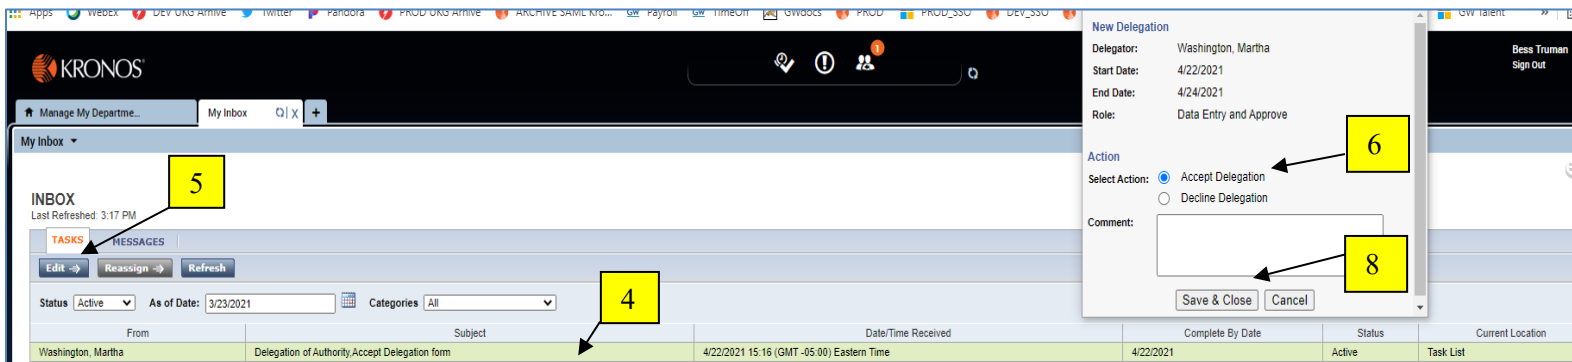 Apps WebEx DEV UKG Arhive Twitter Pandora PROD UKG Arhive ARCHIVE SAML Kro... GW Payroll GW TimeOff GWdocs PROD PROD_SSO DEV_SSO GW Talent »
KRONOS
1
Bess Truman
Sign Out
Manage My Departme...
My Inbox
X
+
My Inbox
New Delegation
Delegator: Washington, Martha
Start Date: 4/22/2021
End Date: 4/24/2021
Role: Data Entry and Approve
6
Action
Select Action: Accept Delegation
Decline Delegation
Comment:
8
Save & Close Cancel
5
INBOX
Last Refreshed: 3:17 PM
TASKS MESSAGES
Edit Reassign Refresh
4
Status Active As of Date: 3/23/2021 Categories All
From Subject Date/Time Received Complete By Date Status Current Location
Washington, Martha Delegation of Authority,Accept Delegation form 4/22/2021 15:16 (GMT -05:00) Eastern Time 4/22/2021 Active Task List